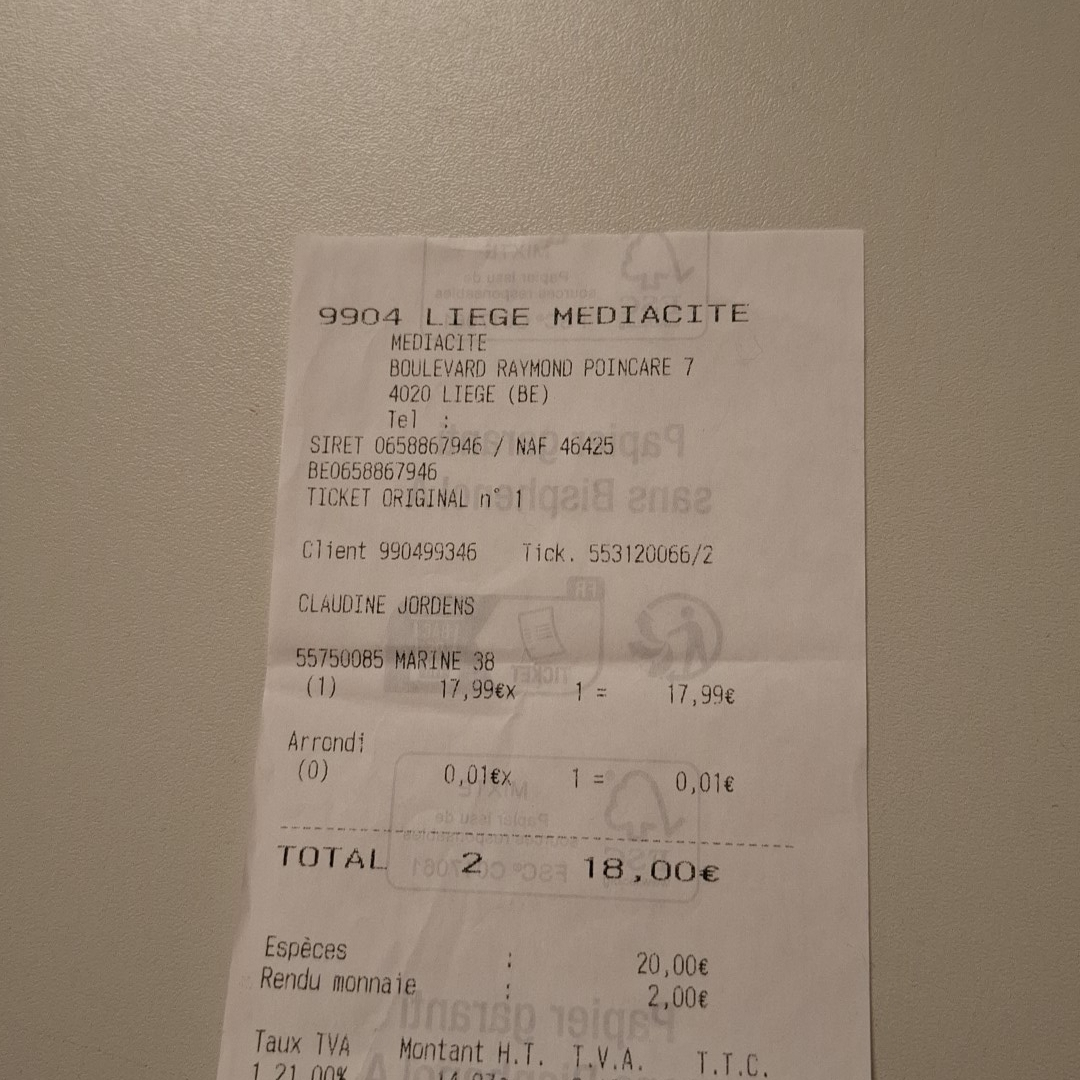 9904 LIEGE MEDIACITE
MEDIACITE
BOULEVARD RAYMOND POINCARE 7
4020 LIEGE (BE)
Tel :
SIRET 0658867946 / NAF 46425
BE0658867946
TICKET ORIGINAL n° 1
Client 990499346 Tick. 553120066/2
CLAUDINE JORDENS
55750085 MARINE 38
(1) 17,99€x 1 = 17,99€
Arrondi
(0) 0,01€x 1 = 0,01€
TOTAL 2 18,00€
Espèces : 20,00€
Rendu monnaie : 2,00€
Taux TVA Montant H.T. T.V.A. T.T.C.
1 21,00%